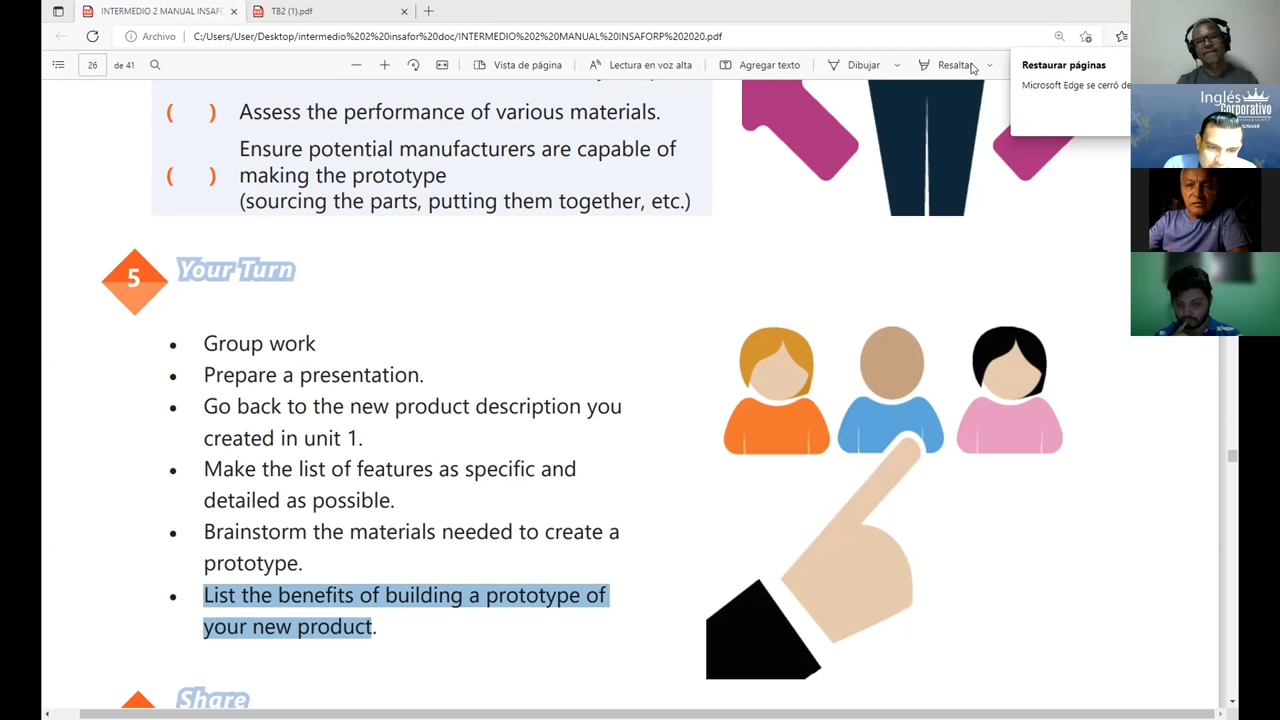 INTERMEDIO 2 MANUAL INSAFO
TB2 (1).pdf
Archivo
C:/Users/User/Desktop/intermedio%202%20insafor%20doc/INTERMEDIO%202%20MANUAL%20INSAFORP%202020.pdf
26 de 41
Vista de página
Lectura en voz alta
Agregar texto
Dibujar
Resaltar
Restaurar páginas
Microsoft Edge se cerró de
Inglés
Corporativo
( ) Assess the performance of various materials.
Ensure potential manufacturers are capable of
( ) making the prototype
(sourcing the parts, putting them together, etc.)
5 Your Turn
• Group work
• Prepare a presentation.
• Go back to the new product description you
created in unit 1.
• Make the list of features as specific and
detailed as possible.
• Brainstorm the materials needed to create a
prototype.
• List the benefits of building a prototype of
your new product.
Share